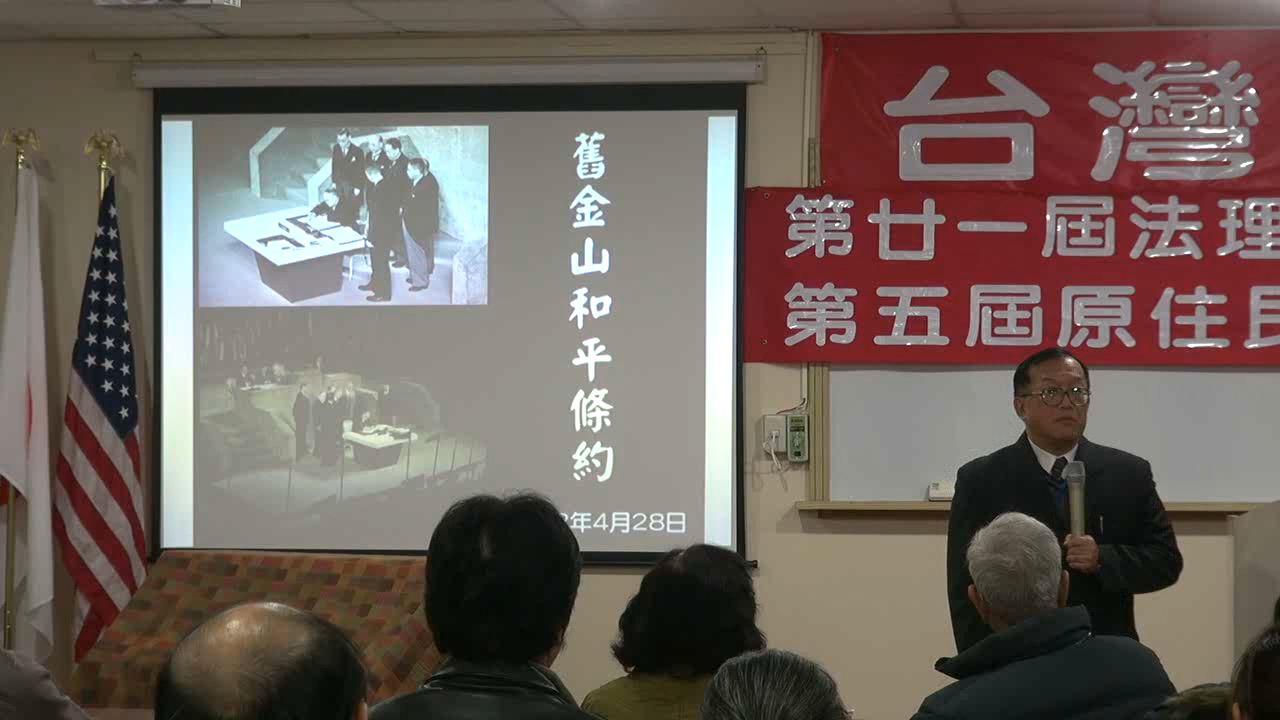 舊金山和平條約
2年4月28日
台灣
第廿一屆法理
第五屆原住民